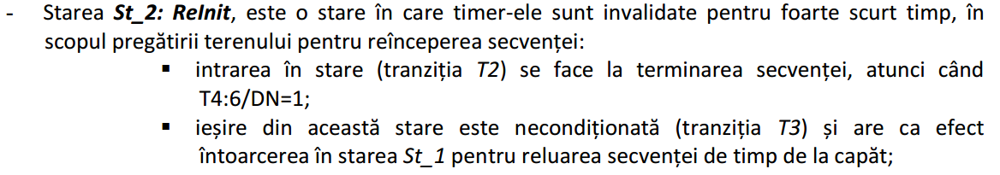 - Starea St_2: ReInit, este o stare în care timer-ele sunt invalidate pentru foarte scurt timp, în
scopul pregătirii terenului pentru reînceperea secvenței:
▪ intrarea în stare (tranziția T2) se face la terminarea secvenței, atunci când
T4:6/DN=1;
▪ ieșire din această stare este necondiționată (tranziția T3) și are ca efect
întoarcerea în starea St_1 pentru reluarea secvenței de timp de la capăt;